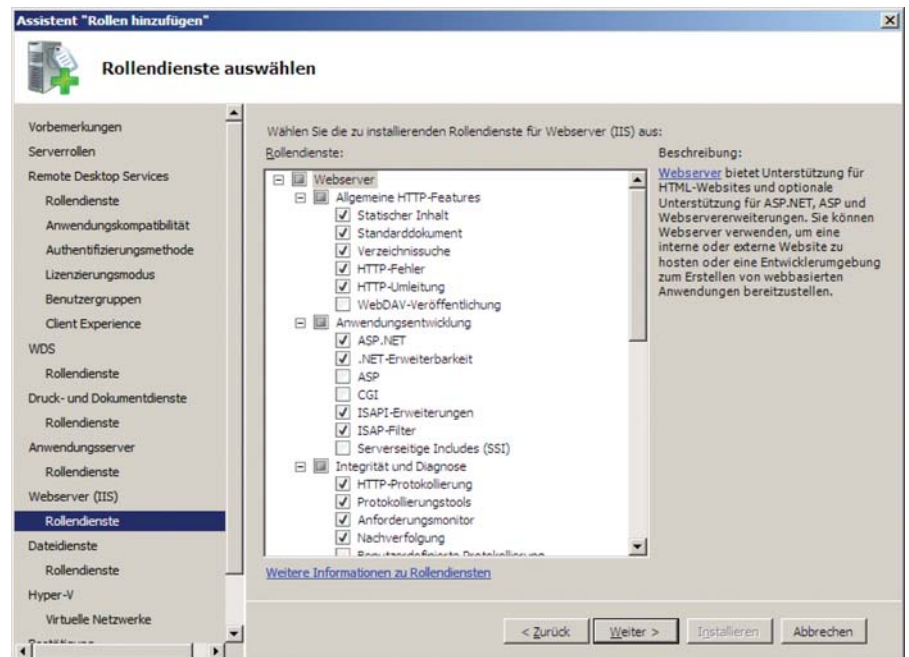 Assistent "Rollen hinzufügen"
Rollendienste auswählen
Vorbemerkungen
Serverrollen
Remote Desktop Services
Rollendienste
Anwendungskompatibilität
Authentifizierungsmethode
Lizenzierungsmodus
Benutzergruppen
Client Experience
WDS
Rollendienste
Druck- und Dokumentdienste
Rollendienste
Anwendungsserver
Rollendienste
Webserver (IIS)
Rollendienste
Dateidienste
Rollendienste
Hyper-V
Virtuelle Netzwerke
Wählen Sie die zu installierenden Rollendienste für Webserver (IIS) aus:
Rollendienste:
Webserver
Allgemeine HTTP-Features
Statischer Inhalt
Standarddokument
Verzeichnissuche
HTTP-Fehler
HTTP-Umleitung
WebDAV-Veröffentlichung
Anwendungsentwicklung
ASP.NET
.NET-Erweiterbarkeit
ASP
CGI
ISAPI-Erweiterungen
ISAP-Filter
Serverseitige Includes (SSI)
Integrität und Diagnose
HTTP-Protokollierung
Protokollierungstools
Anforderungsmonitor
Nachverfolgung
Benutzerdefinierte Protokollierung
Weitere Informationen zu Rollendiensten
Beschreibung:
Webserver bietet Unterstützung für
HTML-Websites und optionale
Unterstützung für ASP.NET, ASP und
Webservererweiterungen. Sie können
Webserver verwenden, um eine
interne oder externe Website zu
hosten oder eine Entwicklerumgebung
zum Erstellen von webbasierten
Anwendungen bereitzustellen.
< Zurück
Weiter >
Installieren
Abbrechen